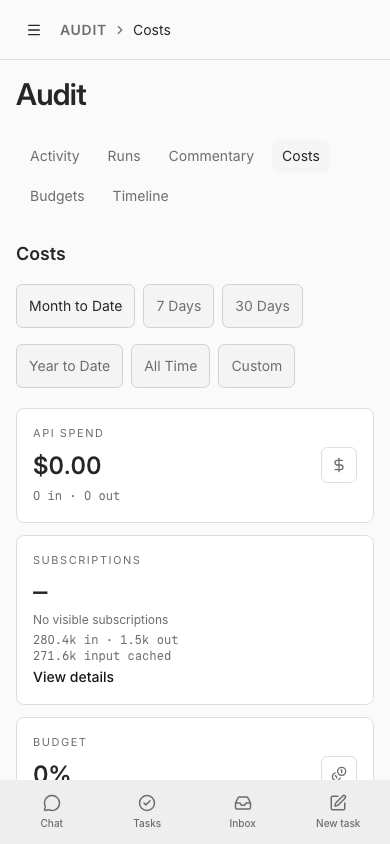 AUDIT > Costs
Audit
Activity Runs Commentary Costs
Budgets Timeline
Costs
Month to Date 7 Days 30 Days
Year to Date All Time Custom
API SPEND
$0.00
0 in · 0 out
SUBSCRIPTIONS
—
No visible subscriptions
280.4k in · 1.5k out
271.6k input cached
View details
BUDGET
0%
Chat Tasks Inbox New task